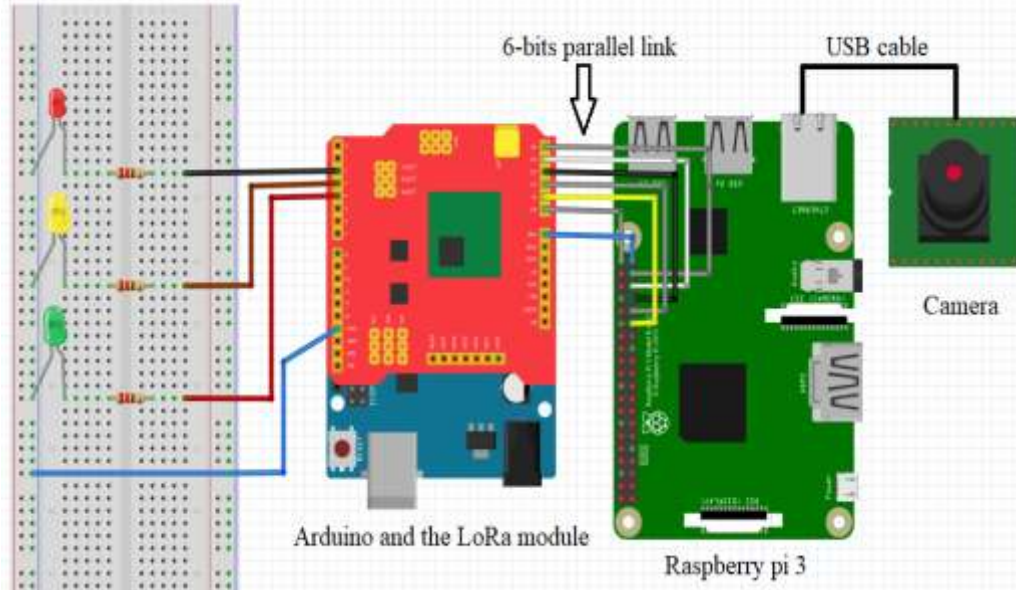 6-bits parallel link
USB cable
Camera
Arduino and the LoRa module
Raspberry pi 3